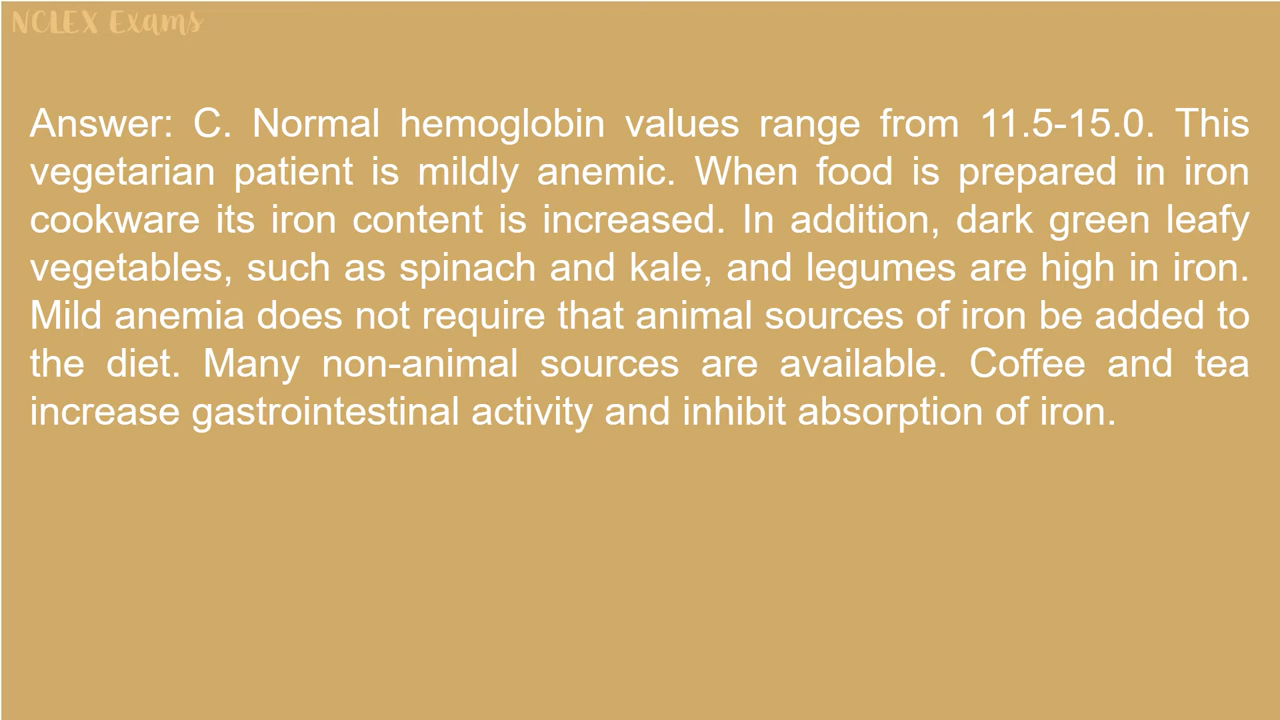 NCLEX Exams
Answer: C. Normal hemoglobin values range from 11.5-15.0. This
vegetarian patient is mildly anemic. When food is prepared in iron
cookware its iron content is increased. In addition, dark green leafy
vegetables, such as spinach and kale, and legumes are high in iron.
Mild anemia does not require that animal sources of iron be added to
the diet. Many non-animal sources are available. Coffee and tea
increase gastrointestinal activity and inhibit absorption of iron.